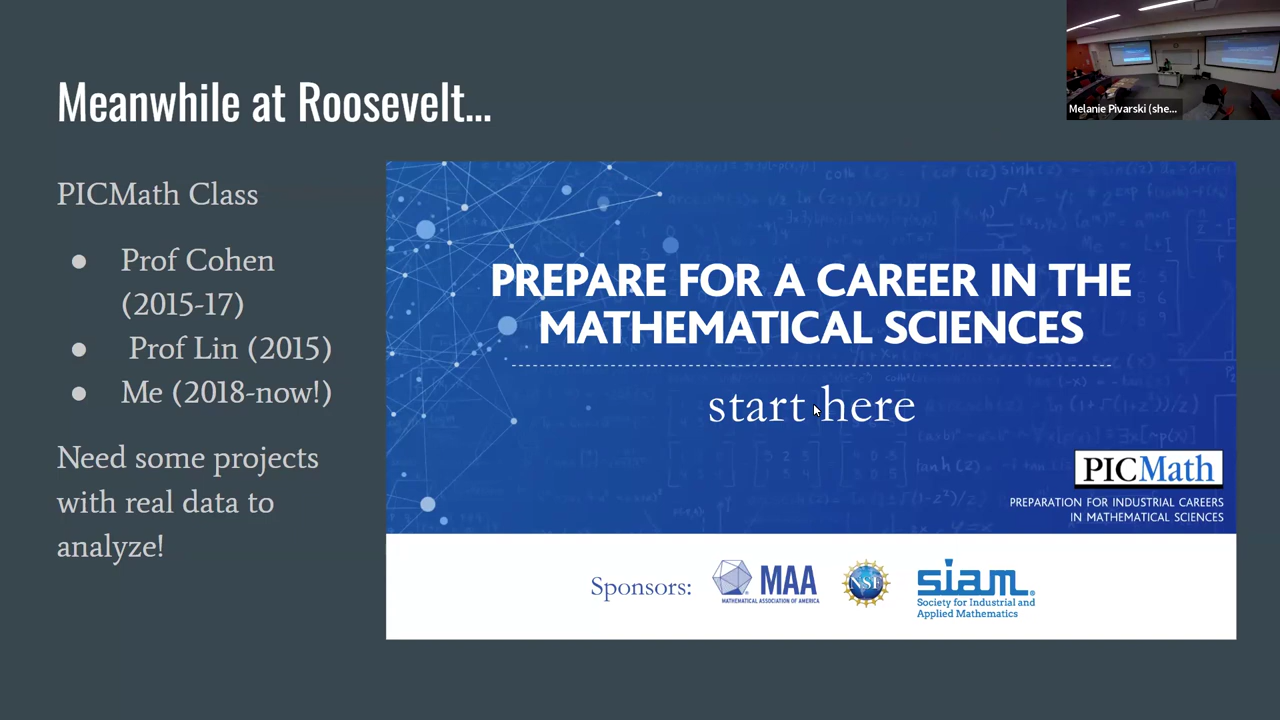 Meanwhile at Roosevelt...
Melanie Pivarski (she...
PICMath Class
● Prof Cohen
(2015-17)
● Prof Lin (2015)
● Me (2018-now!)
Need some projects
with real data to
analyze!
PREPARE FOR A CAREER IN THE
MATHEMATICAL SCIENCES
start here
PICMath
PREPARATION FOR INDUSTRIAL CAREERS
IN MATHEMATICAL SCIENCES
Sponsors:
MAA
MATHEMATICAL ASSOCIATION OF AMERICA
NSF
siam®
Society for Industrial and
Applied Mathematics